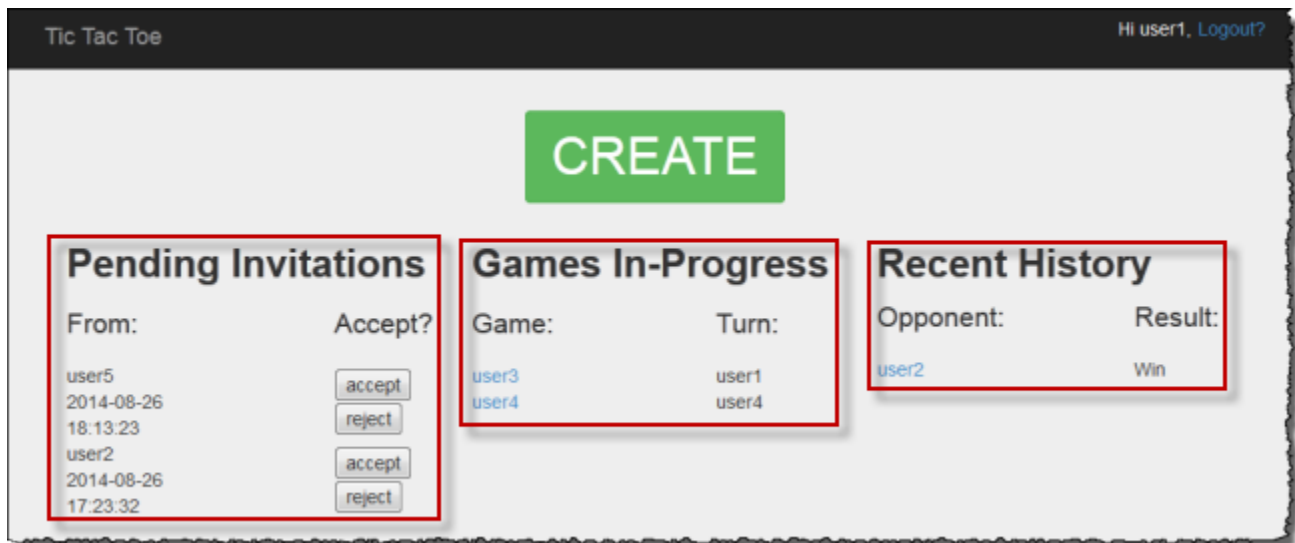 Tic Tac Toe
Hi user1, Logout?
CREATE
Pending Invitations
From: Accept?
user5
2014-08-26
18:13:23
accept
reject
user2
2014-08-26
17:23:32
accept
reject
Games In-Progress
Game: Turn:
user3 user1
user4 user4
Recent History
Opponent: Result:
user2 Win